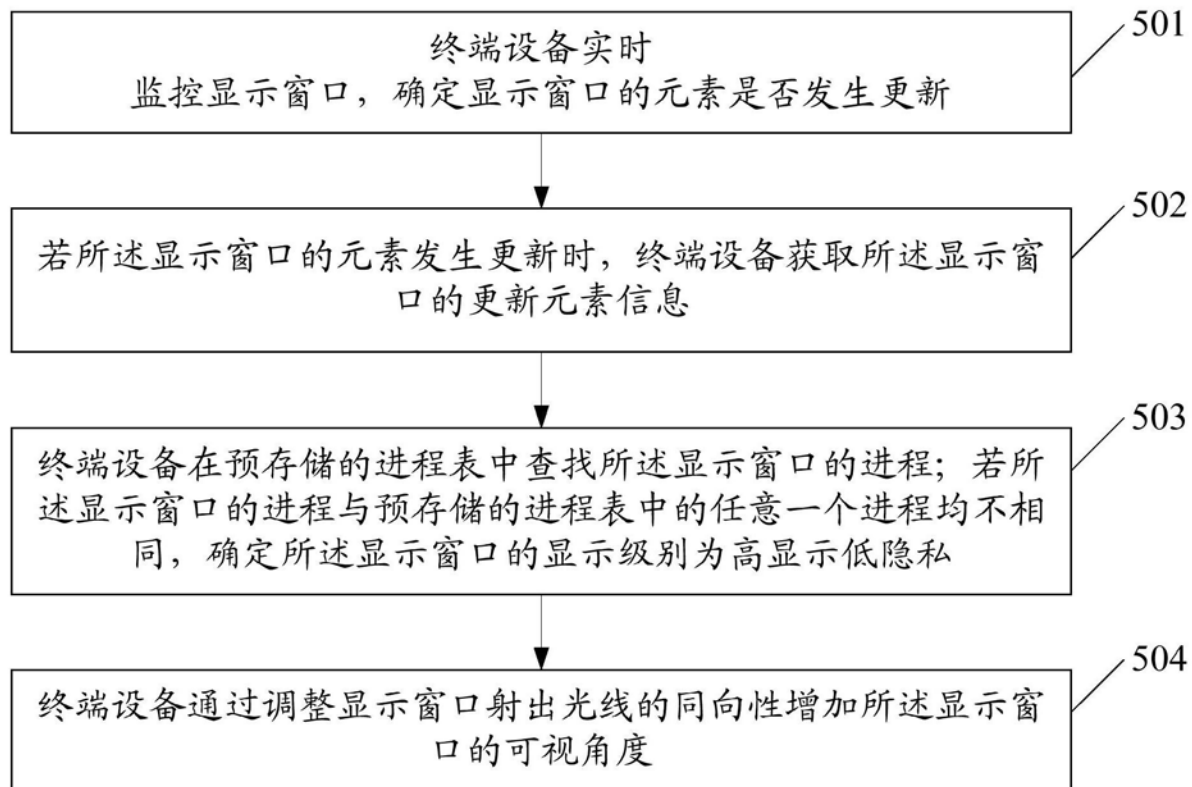 终端设备实时
监控显示窗口，确定显示窗口的元素是否发生更新
501
若所述显示窗口的元素发生更新时，终端设备获取所述显示窗
口的更新元素信息
502
终端设备在预存储的进程表中查找所述显示窗口的进程；若所
述显示窗口的进程与预存储的进程表中的任意一个进程均不相
同，确定所述显示窗口的显示级别为高显示低隐私
503
终端设备通过调整显示窗口射出光线的同向性增加所述显示窗
口的可视角度
504